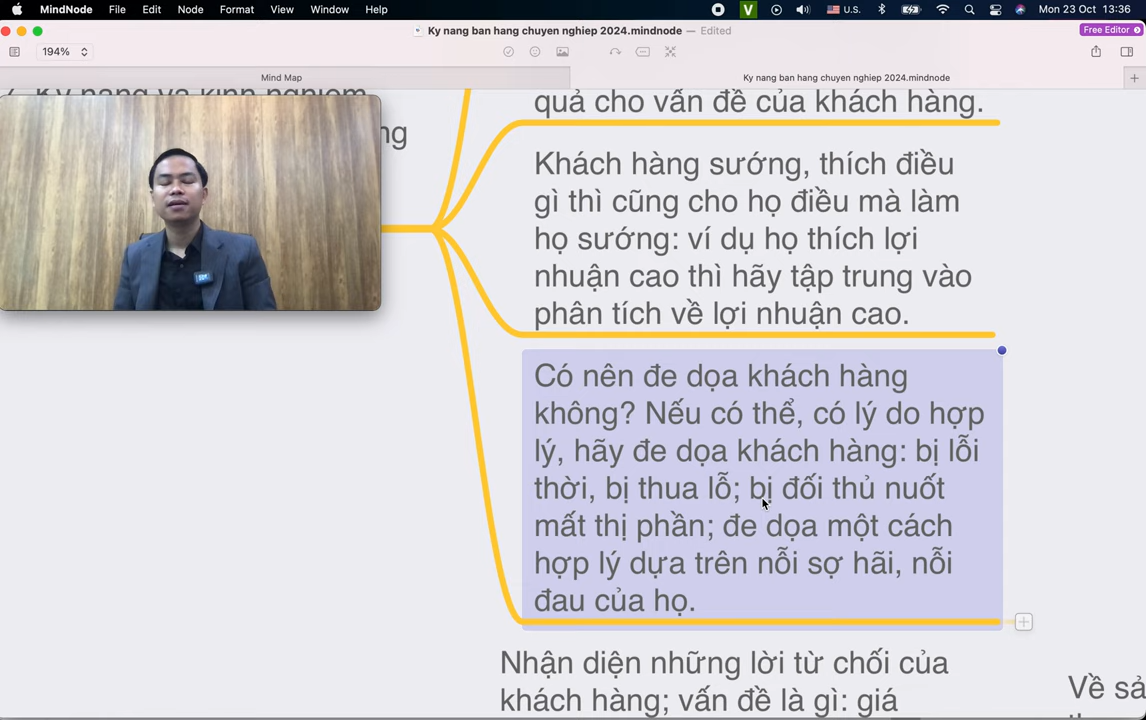 MindNode File Edit Node Format View Window Help
V U.S. Mon 23 Oct 13:36
Ky nang ban hang chuyen nghiep 2024.mindnode — Edited
Free Editor
194%
Mind Map
Ky nang ban hang chuyen nghiep 2024.mindnode
quả cho vấn đề của khách hàng.
Khách hàng sướng, thích điều
gì thì cũng cho họ điều mà làm
họ sướng: ví dụ họ thích lợi
nhuận cao thì hãy tập trung vào
phân tích về lợi nhuận cao.
Có nên đe dọa khách hàng
không? Nếu có thể, có lý do hợp
lý, hãy đe dọa khách hàng: bị lỗi
thời, bị thua lỗ; bị đối thủ nuốt
mất thị phần; đe dọa một cách
hợp lý dựa trên nỗi sợ hãi, nỗi
đau của họ.
Nhận diện những lời từ chối của
khách hàng; vấn đề là gì: giá
Về